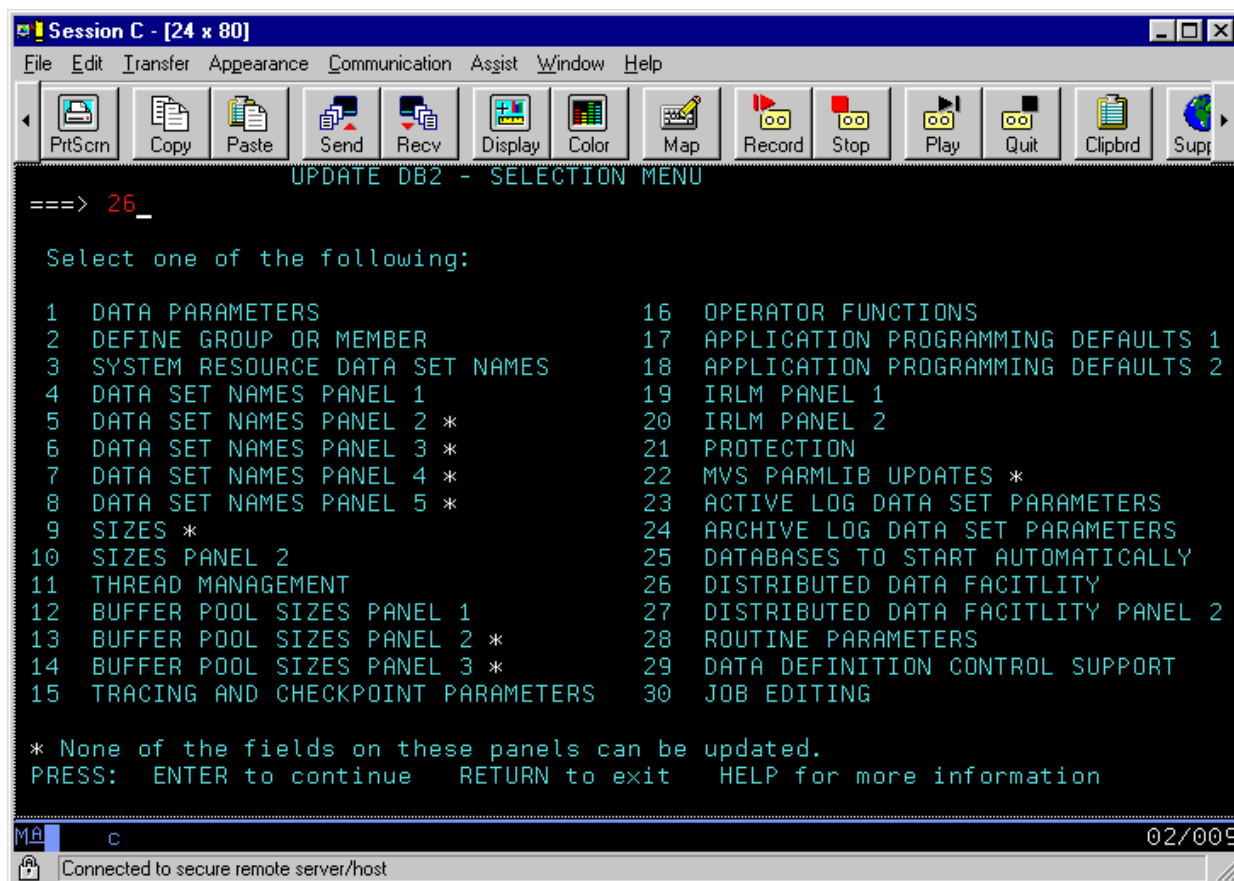 Session C - [24 x 80]
File Edit Transfer Appearance Communication Assist Window Help
PrtScrn Copy Paste Send Recv Display Color Map Record Stop Play Quit Clipbrd Supp
UPDATE DB2 - SELECTION MENU
===> 26_
Select one of the following:
1 DATA PARAMETERS 16 OPERATOR FUNCTIONS
2 DEFINE GROUP OR MEMBER 17 APPLICATION PROGRAMMING DEFAULTS 1
3 SYSTEM RESOURCE DATA SET NAMES 18 APPLICATION PROGRAMMING DEFAULTS 2
4 DATA SET NAMES PANEL 1 19 IRLM PANEL 1
5 DATA SET NAMES PANEL 2 * 20 IRLM PANEL 2
6 DATA SET NAMES PANEL 3 * 21 PROTECTION
7 DATA SET NAMES PANEL 4 * 22 MVS PARMLIB UPDATES *
8 DATA SET NAMES PANEL 5 * 23 ACTIVE LOG DATA SET PARAMETERS
9 SIZES * 24 ARCHIVE LOG DATA SET PARAMETERS
10 SIZES PANEL 2 25 DATABASES TO START AUTOMATICALLY
11 THREAD MANAGEMENT 26 DISTRIBUTED DATA FACITLITY
12 BUFFER POOL SIZES PANEL 1 27 DISTRIBUTED DATA FACITLITY PANEL 2
13 BUFFER POOL SIZES PANEL 2 * 28 ROUTINE PARAMETERS
14 BUFFER POOL SIZES PANEL 3 * 29 DATA DEFINITION CONTROL SUPPORT
15 TRACING AND CHECKPOINT PARAMETERS 30 JOB EDITING
* None of the fields on these panels can be updated.
PRESS: ENTER to continue RETURN to exit HELP for more information
MA c 02/009
Connected to secure remote server/host